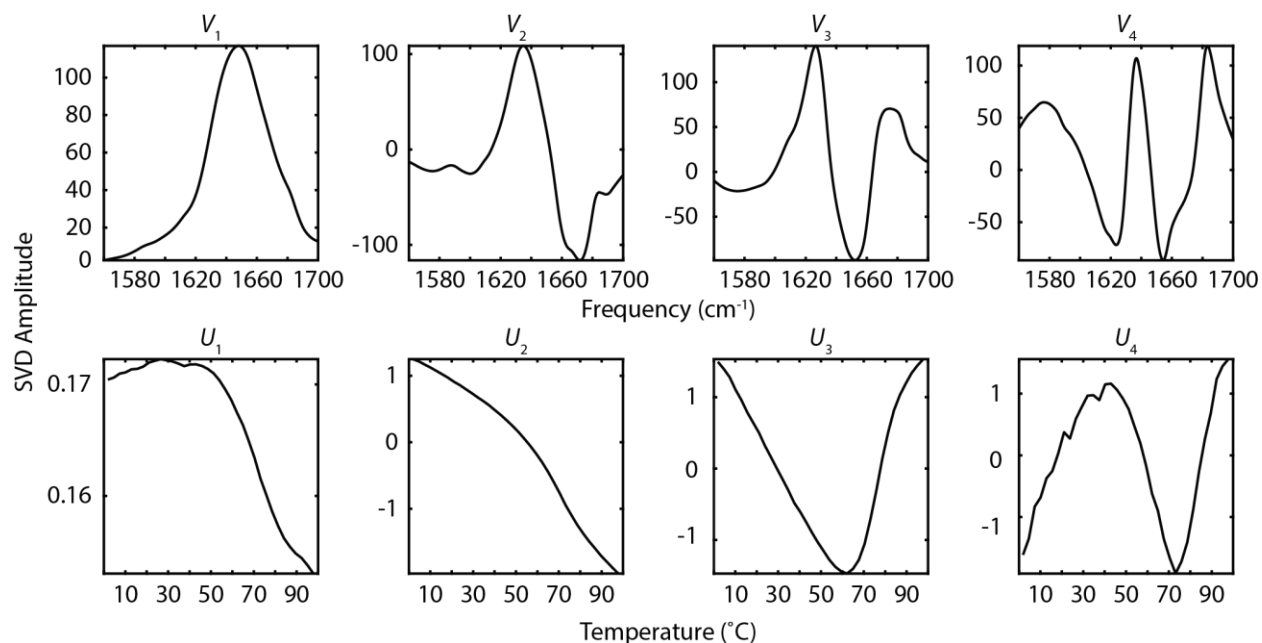 V1 V2 V3 V4
100 100 100 100
80
60 50 50
40 0 0 0
20 -50 -50
0 -100
1580 1620 1660 1700 1580 1620 1660 1700 1580 1620 1660 1700 1580 1620 1660 1700
Frequency (cm-1)
SVD Amplitude
U1 U2 U3 U4
0.17 1 1 1
0 0 0
0.16 -1 -1 -1
10 30 50 70 90 10 30 50 70 90 10 30 50 70 90 10 30 50 70 90
Temperature (˚C)